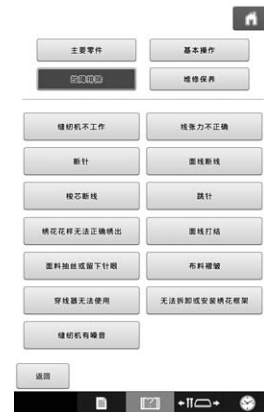 主要零件
基本操作
故障排除
维修保养
缝纫机不工作
线张力不正确
断针
面线断线
梭芯断线
跳针
绣花花样无法正确绣出
面线打结
面料抽丝或留下针眼
布料褶皱
穿线器无法使用
无法拆卸或安装绣花框架
缝纫机有噪音
返回